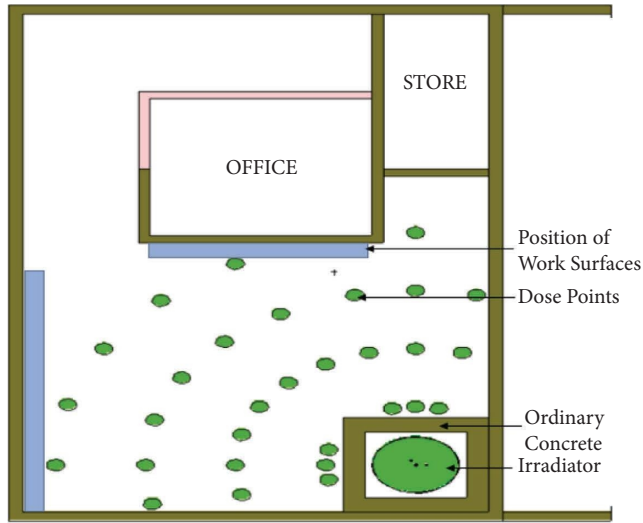 STORE
OFFICE
Position of
Work Surfaces
Dose Points
Ordinary
Concrete
Irradiator